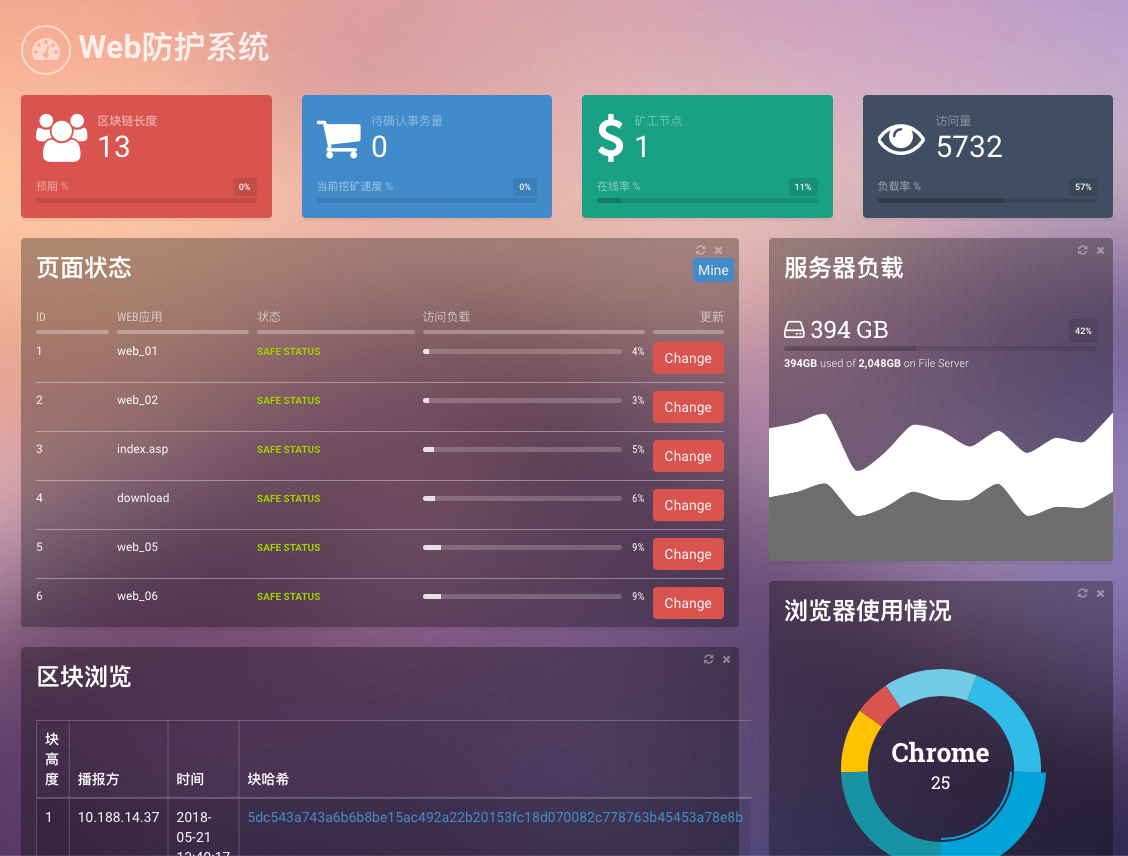 Web防护系统
区块链长度
13
预期 %
0%
待确认事务量
0
当前挖矿速度 %
0%
矿工节点
1
在线率 %
11%
访问量
5732
负载率 %
57%
页面状态
Mine
ID WEB应用 状态 访问负载 更新
1 web_01 SAFE STATUS 4% Change
2 web_02 SAFE STATUS 3% Change
3 index.asp SAFE STATUS 5% Change
4 download SAFE STATUS 6% Change
5 web_05 SAFE STATUS 9% Change
6 web_06 SAFE STATUS 9% Change
服务器负载
394 GB
42%
394GB used of 2,048GB on File Server
浏览器使用情况
Chrome
25
区块浏览
块
高
度 播报方 时间 块哈希
1 10.188.14.37 2018- 5dc543a743a6b6b8be15ac492a22b20153fc18d070082c778763b45453a78e8b
05-21